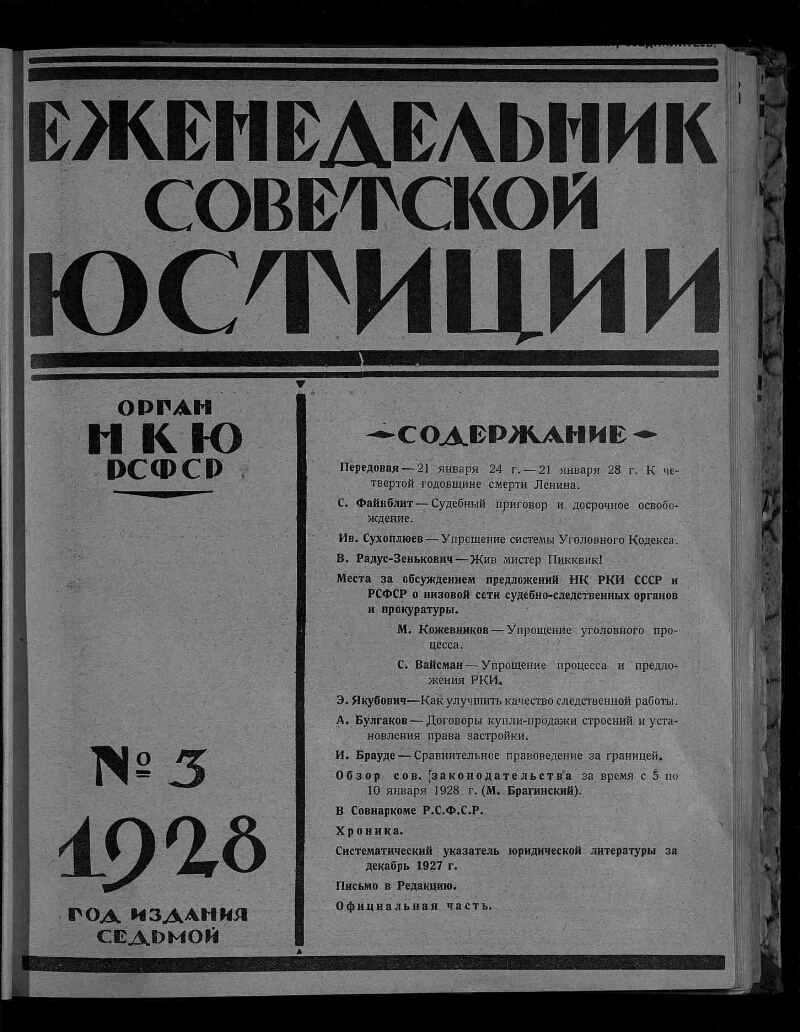 ЕЖЕНЕДЕЛЬНИК
СОВЕТСКОЙ
ЮСТИЦИИ
ОРГАН
НКЮ
РСФСР
№ 3
1928
ГОД ИЗДАНИЯ
СЕДЬМОЙ
СОДЕРЖАНИЕ
Передовая — 21 января 24 г. — 21 января 28 г. К че-
твертой годовщине смерти Ленина.
С. Файнблит — Судебный приговор и досрочное освобо-
ждение.
Ив. Сухоплюев — Упрощение системы Уголовного Кодекса.
В. Радус-Зенькович — Жив мистер Пикквик!
Места за обсуждением предложений НК РКИ СССР и
РСФСР о низовой сети судебно-следственных органов
и прокуратуры.
М. Кожевников — Упрощение уголовного про-
цесса.
С. Вайсман — Упрощение процесса и предло-
жения РКИ.
Э. Якубович — Как улучшить качество следственной работы.
А. Булгаков — Договоры купли-продажи строений и уста-
новления права застройки.
И. Брауде — Сравнительное правоведение за границей.
Обзор сов. [законодательства за время с 5 по
10 января 1928 г. (М. Брагинский).
В Совнаркоме Р.С.Ф.С.Р.
Хроника.
Систематический указатель юридической литературы за
декабрь 1927 г.
Письмо в Редакцию.
Официальная часть.